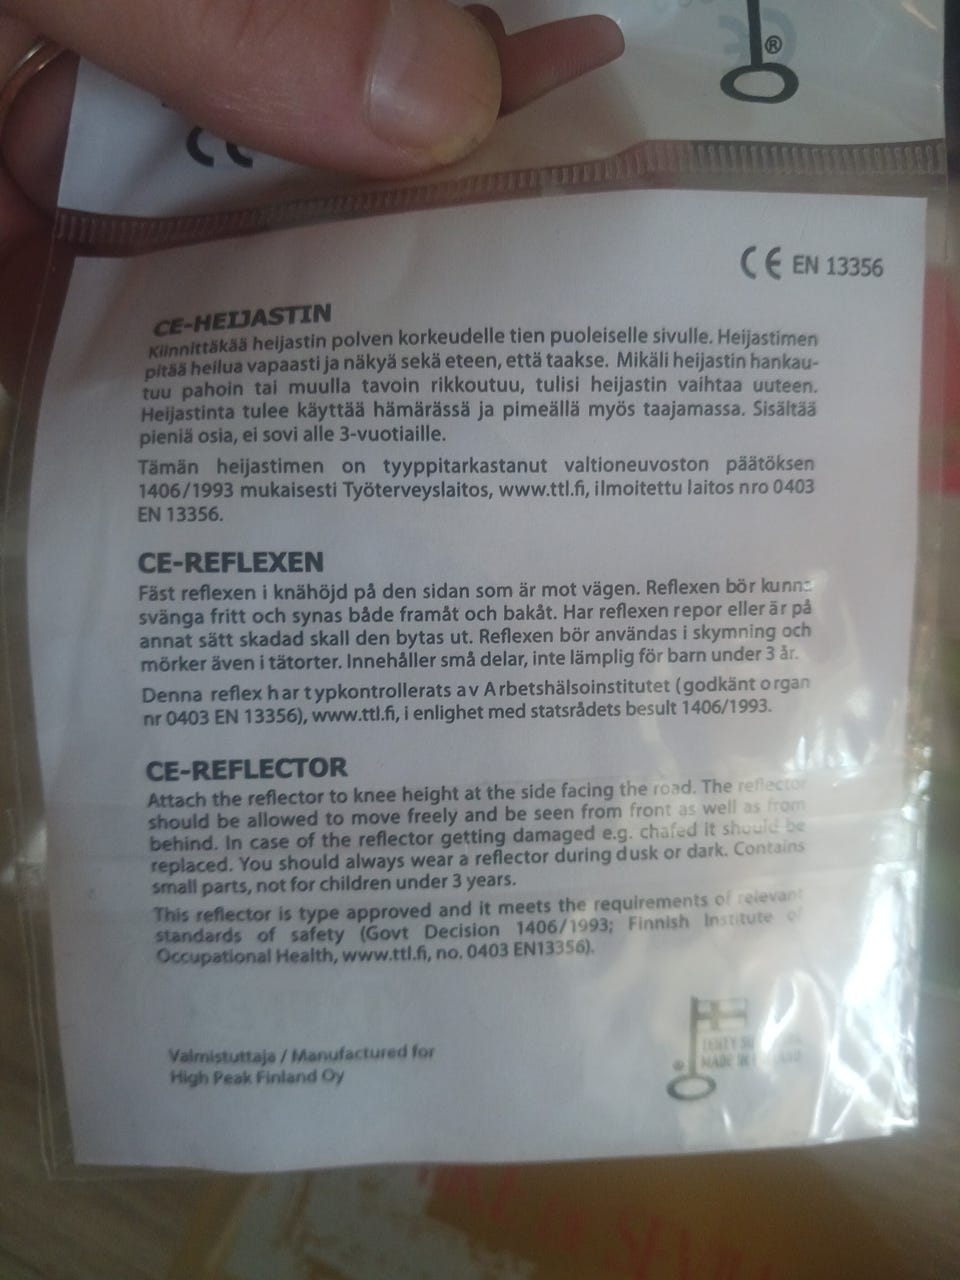 ®
CE
CE EN 13356
CE-HEIJASTIN
Kiinnittäkää heijastin polven korkeudelle tien puoleiselle sivulle. Heijastimen
pitää heilua vapaasti ja näkyä sekä eteen, että taakse. Mikäli heijastin hankau-
tuu pahoin tai muulla tavoin rikkoutuu, tulisi heijastin vaihtaa uuteen.
Heijastinta tulee käyttää hämärässä ja pimeällä myös taajamassa. Sisältää
pieniä osia, ei sovi alle 3-vuotiaille.
Tämän heijastimen on tyyppitarkastanut valtioneuvoston päätöksen
1406/1993 mukaisesti Työterveyslaitos, www.ttl.fi, ilmoitettu laitos nro 0403
EN 13356.
CE-REFLEXEN
Fäst reflexen i knähöjd på den sidan som är mot vägen. Reflexen bör kunna
svänga fritt och synas både framåt och bakåt. Har reflexen repor eller är på
annat sätt skadad skall den bytas ut. Reflexen bör användas i skymning och
mörker även i tätorter. Innehåller små delar, inte lämplig för barn under 3 år.
Denna reflex har typkontrollerats av Arbetshälsoinstitutet (godkänt organ
nr 0403 EN 13356), www.ttl.fi, i enlighet med statsrådets besult 1406/1993.
CE-REFLECTOR
Attach the reflector to knee height at the side facing the road. The reflector
should be allowed to move freely and be seen from front as well as from
behind. In case of the reflector getting damaged e.g. chafed it should be
replaced. You should always wear a reflector during dusk or dark. Contains
small parts, not for children under 3 years.
This reflector is type approved and it meets the requirements of relevant
standards of safety (Govt Decision 1406/1993; Finnish Institute of
Occupational Health, www.ttl.fi, no. 0403 EN13356).
Valmistuttaja / Manufactured for
High Peak Finland Oy
MADE IN